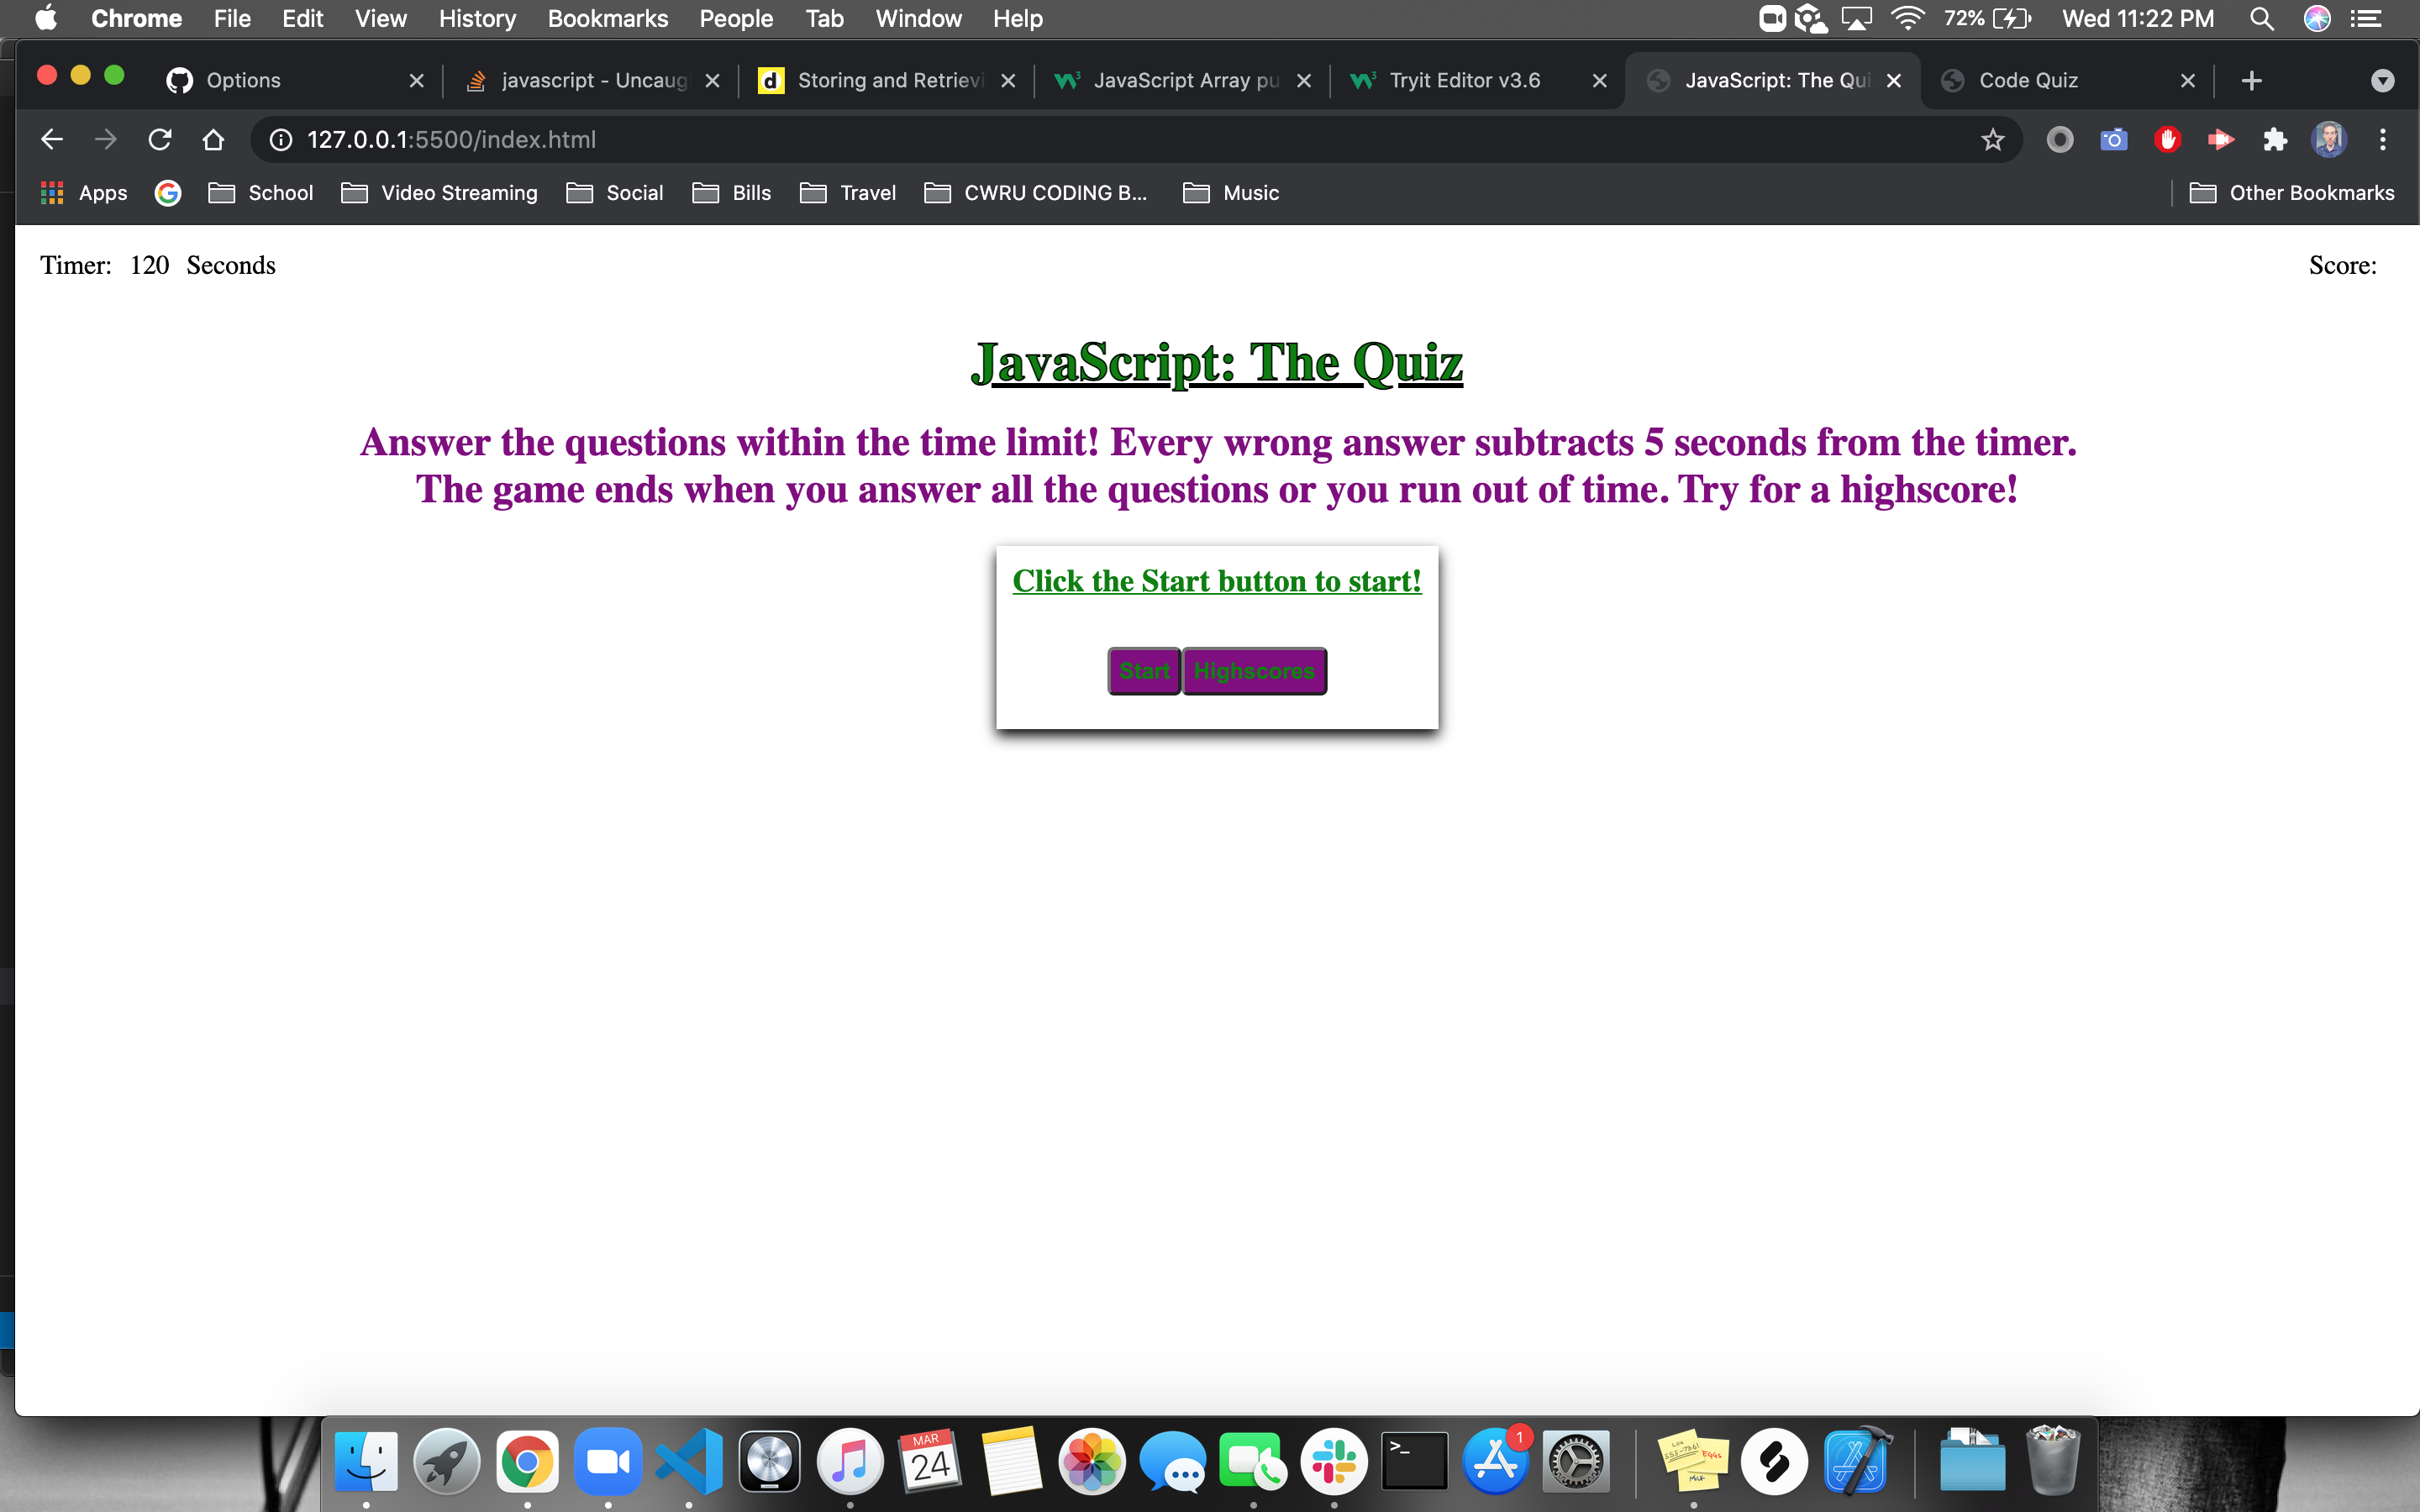 Chrome File Edit View History Bookmarks People Tab Window Help 72% Wed 11:22 PM
Options javascript - Uncaug Storing and Retrievi JavaScript Array pu Tryit Editor v3.6 JavaScript: The Qui Code Quiz
127.0.0.1:5500/index.html
Apps School Video Streaming Social Bills Travel CWRU CODING B... Music Other Bookmarks
Timer: 120 Seconds Score:
JavaScript: The Quiz
Answer the questions within the time limit! Every wrong answer subtracts 5 seconds from the timer.
The game ends when you answer all the questions or you run out of time. Try for a highscore!
Click the Start button to start!
Start Highscores
MAR
24
1